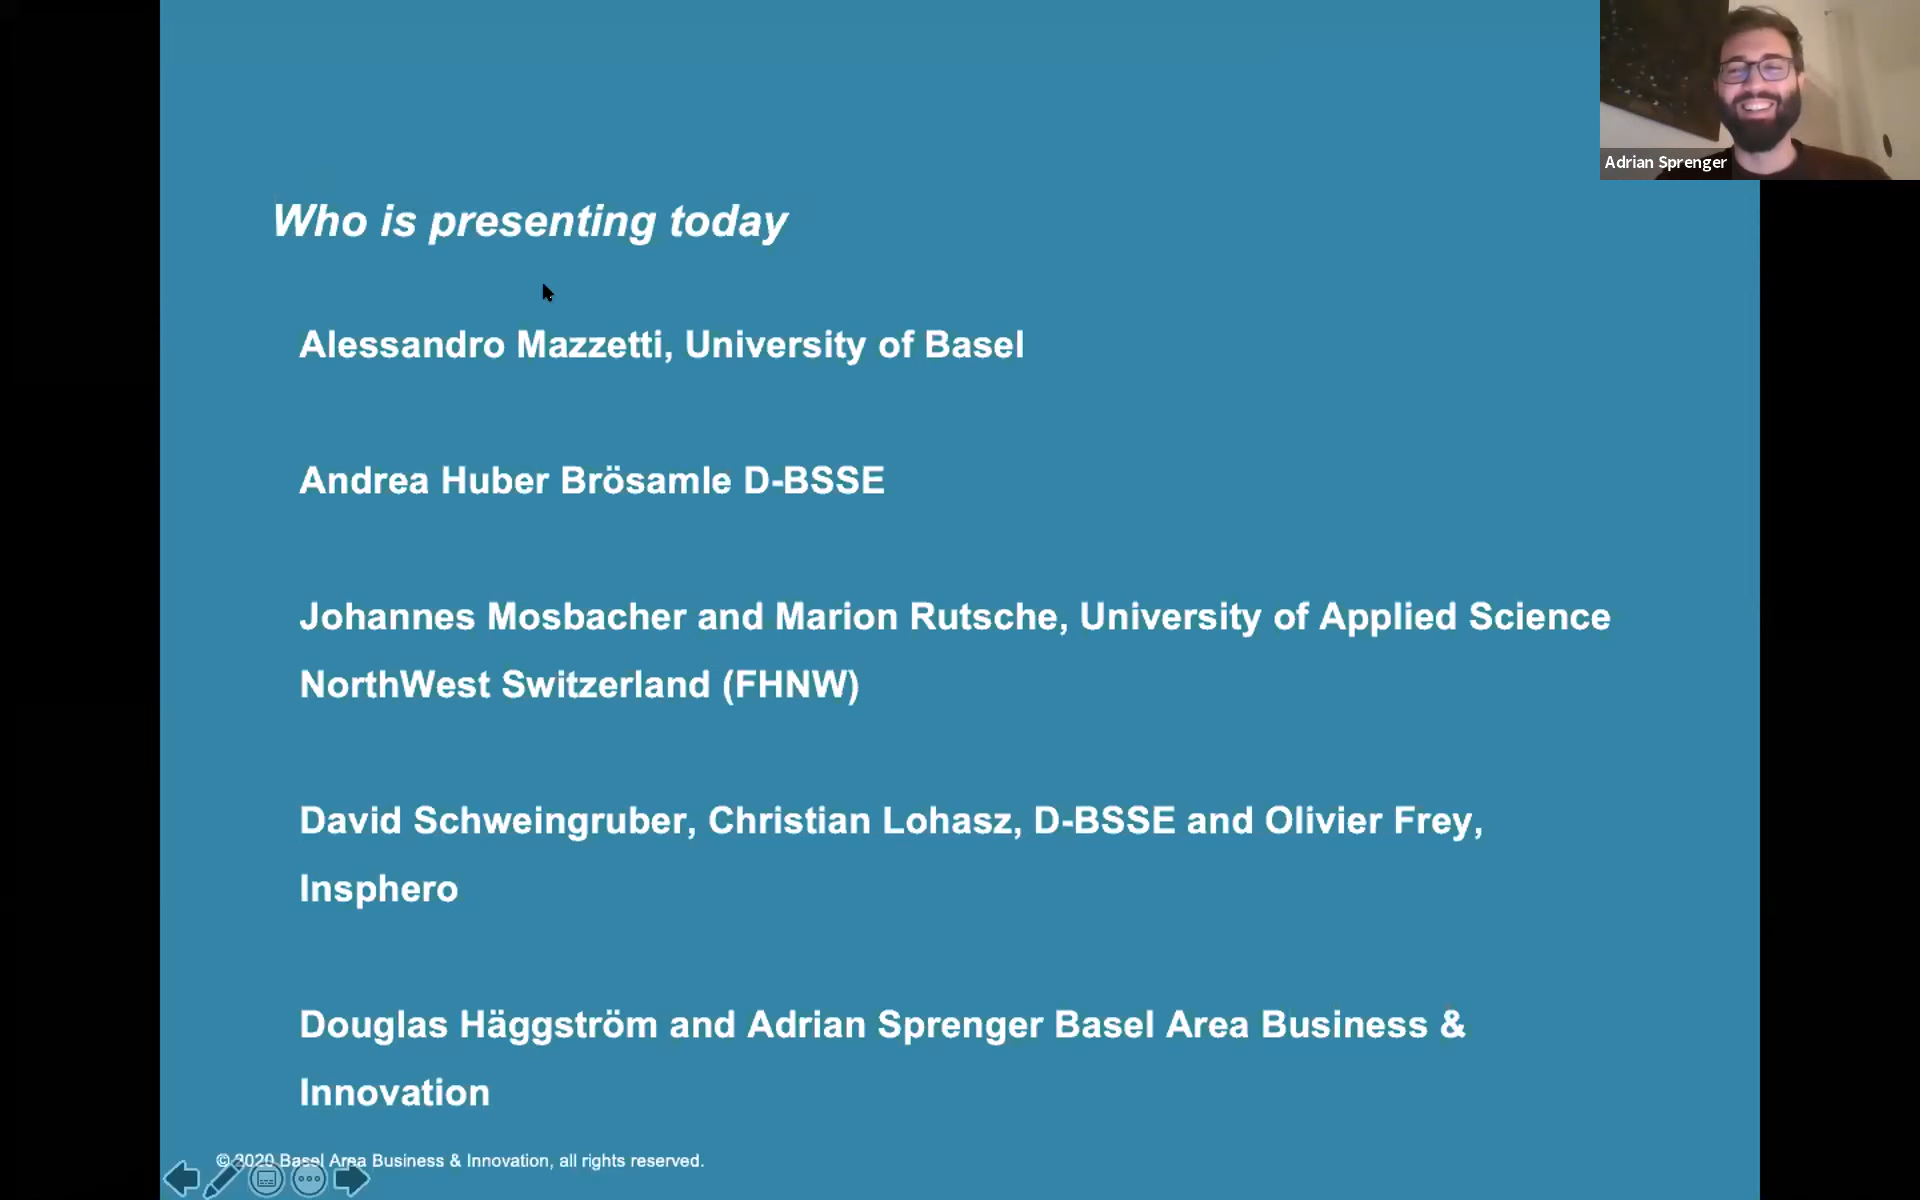 Adrian Sprenger
Who is presenting today
Alessandro Mazzetti, University of Basel
Andrea Huber Brösamle D-BSSE
Johannes Mosbacher and Marion Rutsche, University of Applied Science
NorthWest Switzerland (FHNW)
David Schweingruber, Christian Lohasz, D-BSSE and Olivier Frey,
Insphero
Douglas Häggström and Adrian Sprenger Basel Area Business &
Innovation
© 2020 Basel Area Business & Innovation, all rights reserved.